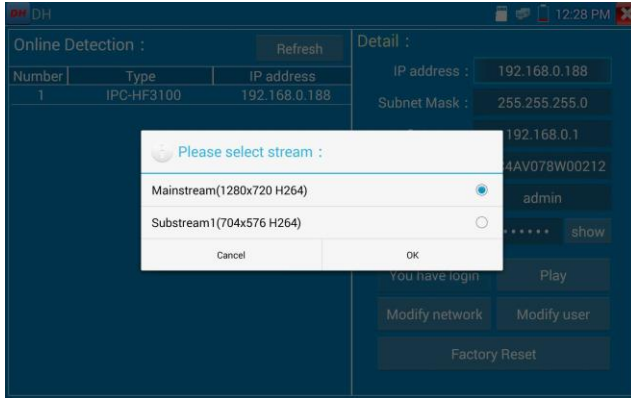 DH DH
12:28 PM
Online Detection :
Refresh
Number Type IP address
1 IPC-HF3100 192.168.0.188
Detail :
IP address : 192.168.0.188
Subnet Mask : 255.255.255.0
192.168.0.1
4AV078W00212
admin
show
You have login Play
Modify network Modify user
Factory Reset
Please select stream :
Mainstream(1280x720 H264)
Substream1(704x576 H264)
Cancel OK